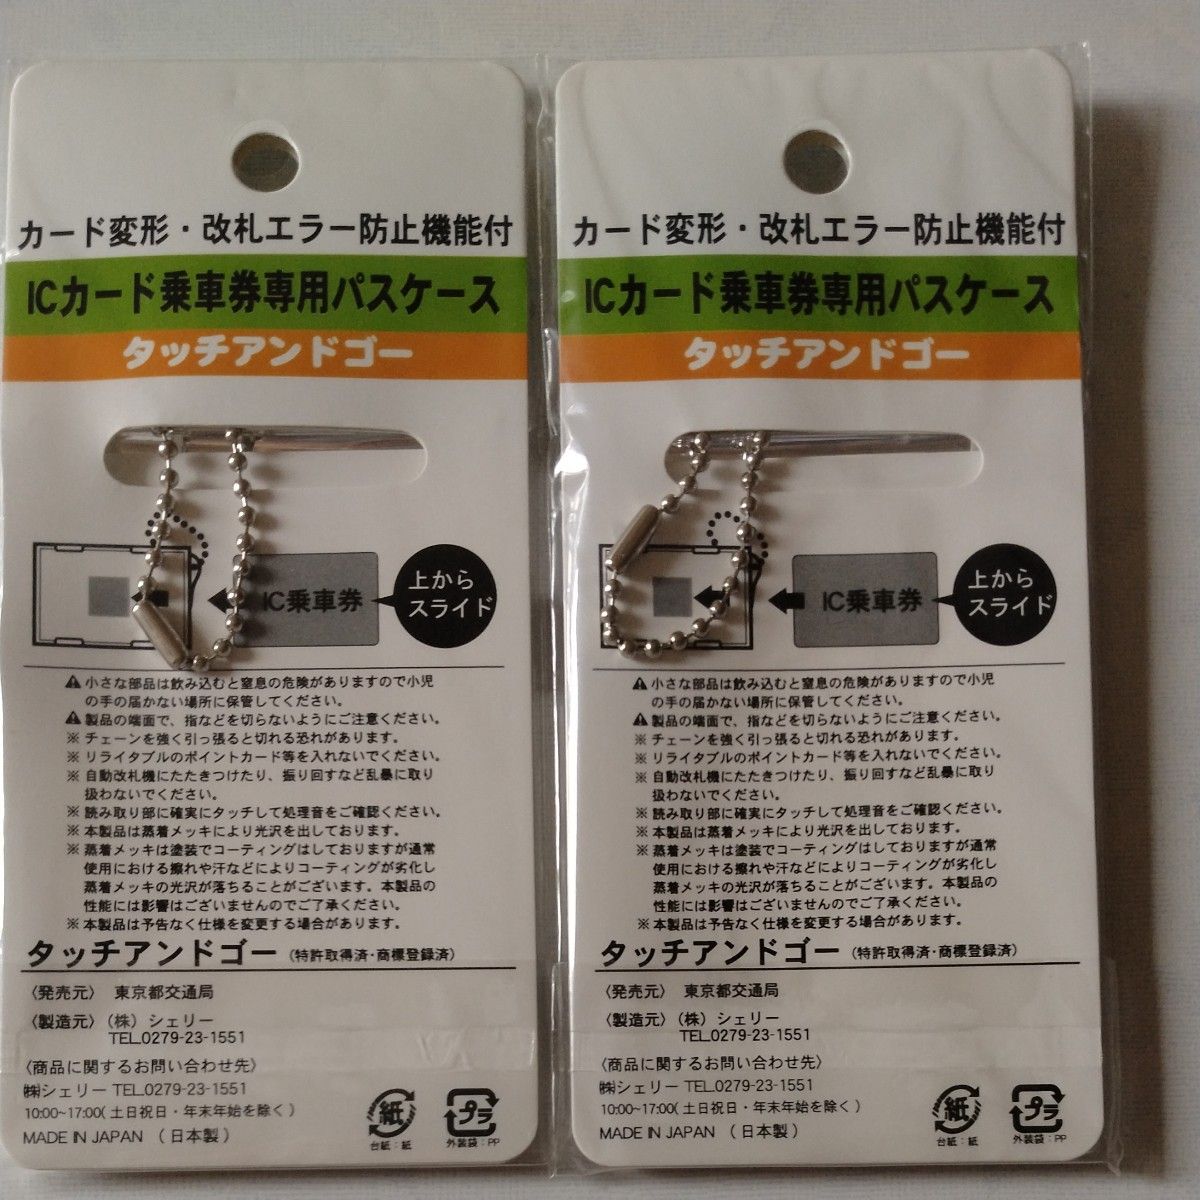 カード変形・改札エラー防止機能付
ICカード乗車券専用パスケース
タッチアンドゴー
IC乗車券
上から
スライド
⚠ 小さな部品は飲み込むと窒息の危険がありますので小児
の手の届かない場所に保管してください。
⚠ 製品の端面で、指などを切らないようにご注意ください。
※ チェーンを強く引っ張ると切れる恐れがあります。
※ リライタブルのポイントカード等を入れないでください。
※ 自動改札機にたたきつけたり、振り回すなど乱暴に取り
扱わないでください。
※ 読み取り部に確実にタッチして処理音をご確認ください。
※ 本製品は蒸着メッキにより光沢を出しております。
※ 蒸着メッキは塗装でコーティングはしておりますが通常
使用における擦れや汗などによりコーティングが劣化し
蒸着メッキの光沢が落ちることがございます。本製品の
性能には影響はございませんのでご了承ください。
※ 本製品は予告なく仕様を変更する場合があります。
タッチアンドゴー（特許取得済・商標登録済）
〈発売元〉 東京都交通局
〈製造元〉（株）シェリー
TEL.0279-23-1551
〈商品に関するお問い合わせ先〉
㈱シェリー TEL.0279-23-1551
10:00~17:00(土日祝日・年末年始を除く)
MADE IN JAPAN （日本製）
紙
台紙：紙
プラ
外装袋：PP
カード変形・改札エラー防止機能付
ICカード乗車券専用パスケース
タッチアンドゴー
IC乗車券
上から
スライド
⚠ 小さな部品は飲み込むと窒息の危険がありますので小児
の手の届かない場所に保管してください。
⚠ 製品の端面で、指などを切らないようにご注意ください。
※ チェーンを強く引っ張ると切れる恐れがあります。
※ リライタブルのポイントカード等を入れないでください。
※ 自動改札機にたたきつけたり、振り回すなど乱暴に取り
扱わないでください。
※ 読み取り部に確実にタッチして処理音をご確認ください。
※ 本製品は蒸着メッキにより光沢を出しております。
※ 蒸着メッキは塗装でコーティングはしておりますが通常
使用における擦れや汗などによりコーティングが劣化し
蒸着メッキの光沢が落ちることがございます。本製品の
性能には影響はございませんのでご了承ください。
※ 本製品は予告なく仕様を変更する場合があります。
タッチアンドゴー（特許取得済・商標登録済）
〈発売元〉 東京都交通局
〈製造元〉（株）シェリー
TEL.0279-23-1551
〈商品に関するお問い合わせ先〉
㈱シェリー TEL.0279-23-1551
10:00~17:00(土日祝日・年末年始を除く)
MADE IN JAPAN （日本製）
紙
台紙：紙
プラ
外装袋：PP